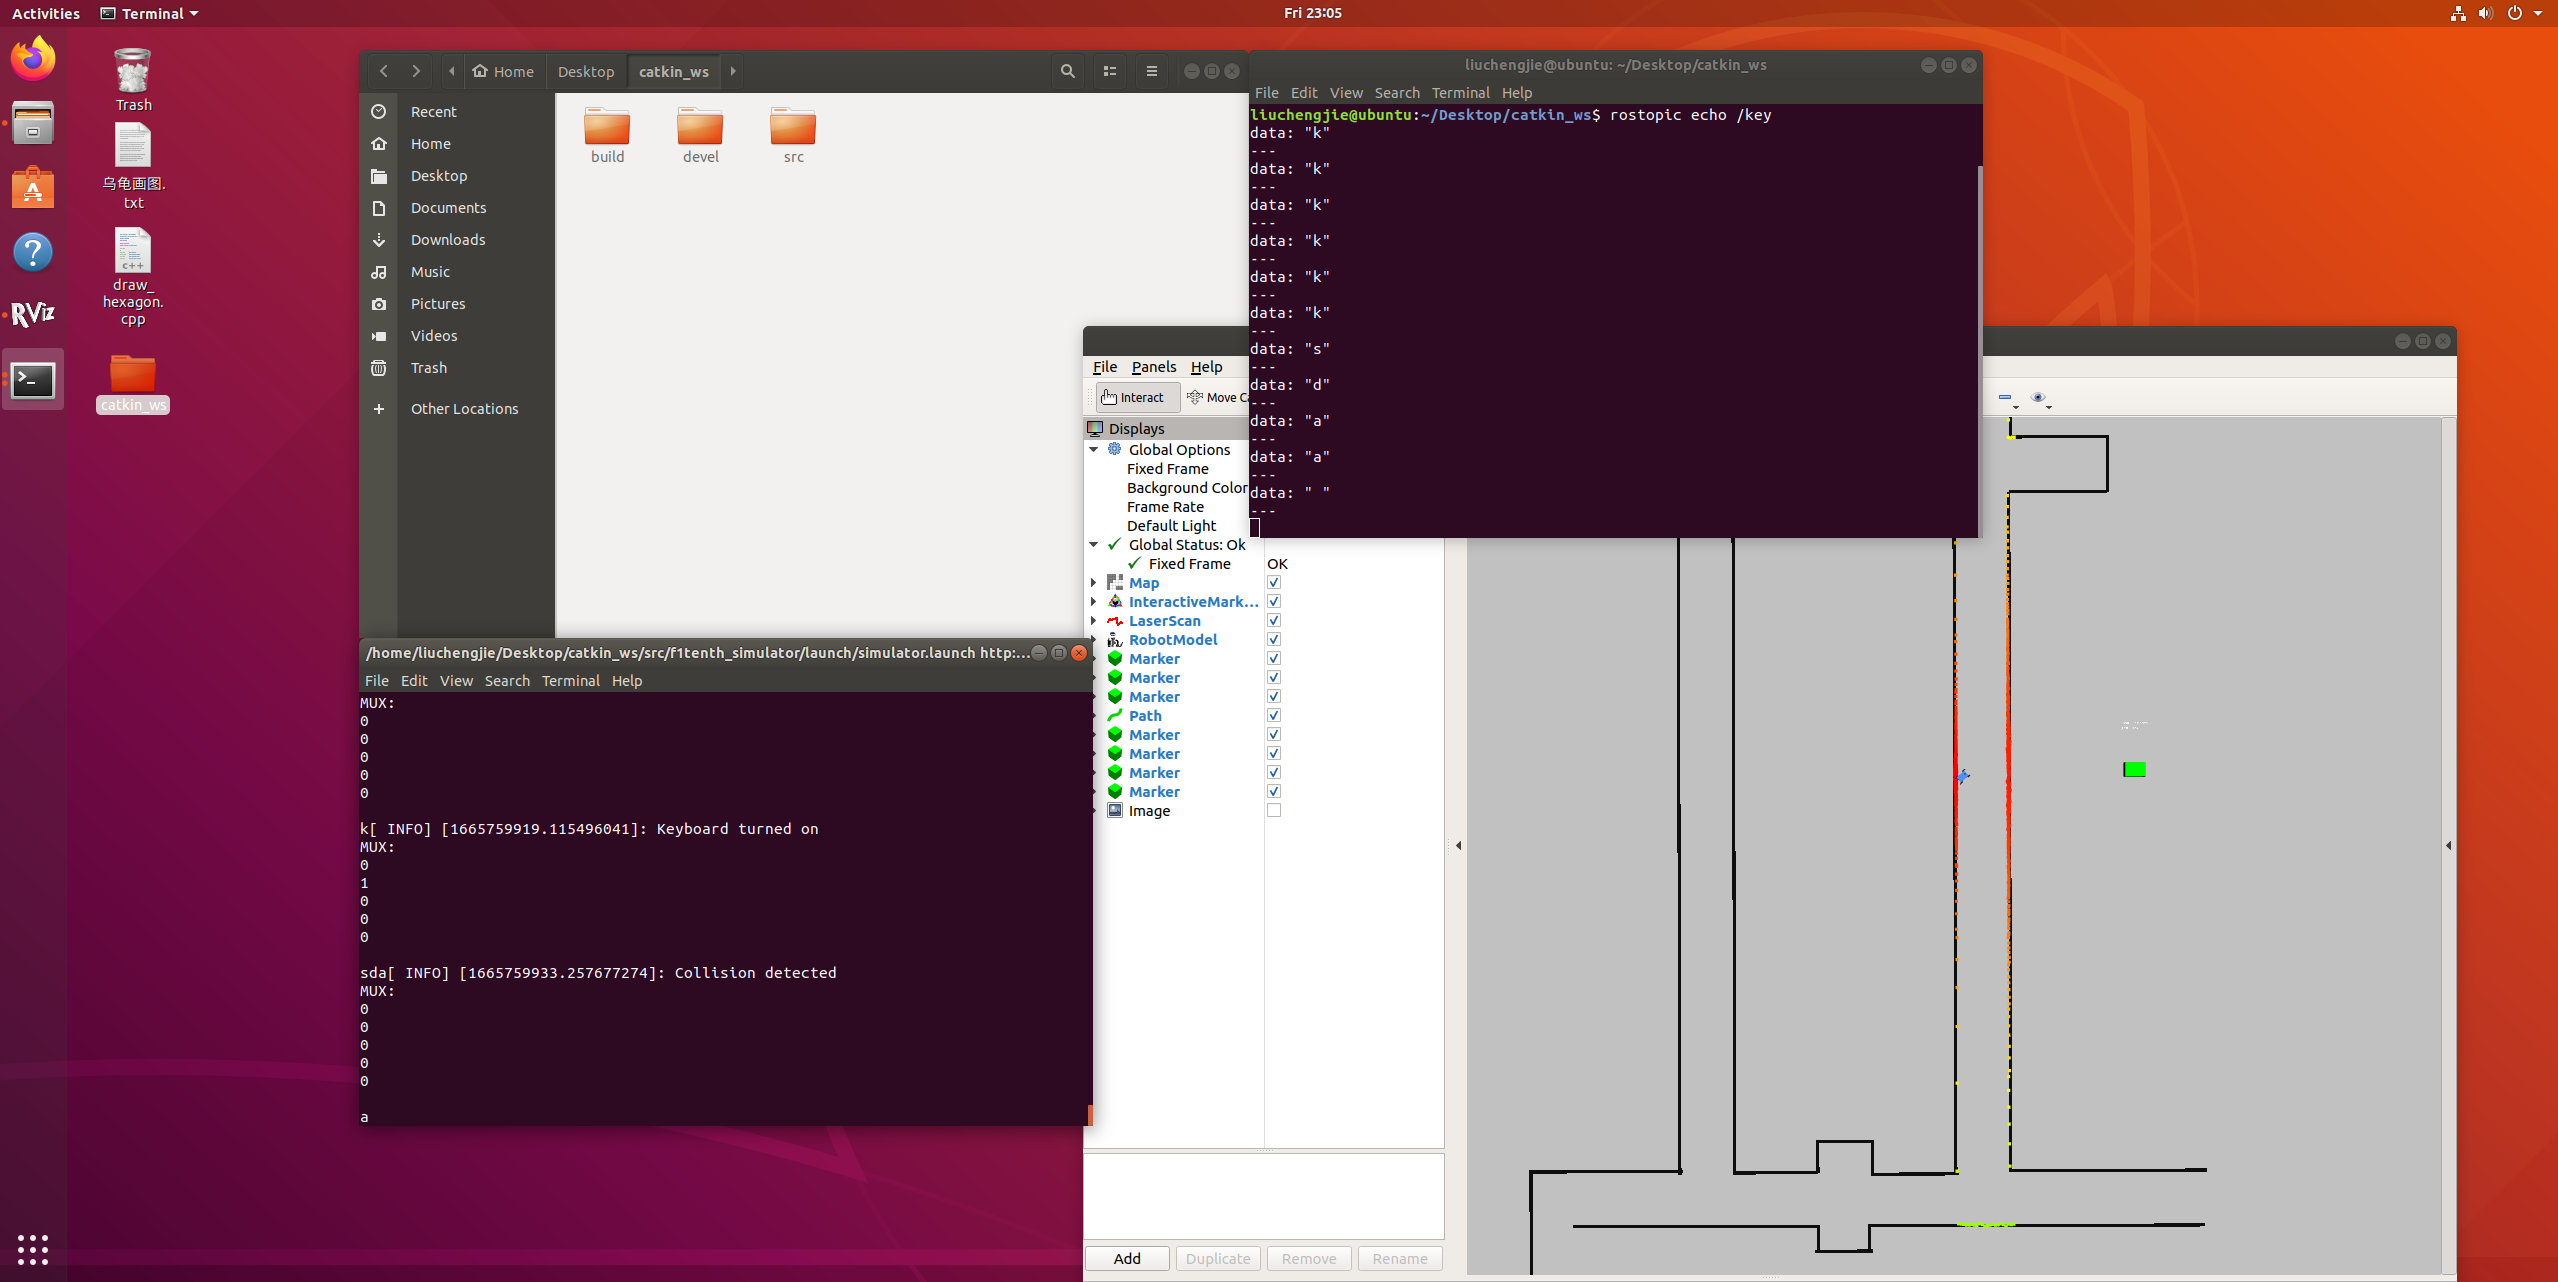 Activities
Terminal
Fri 23:05
Trash
乌龟画图.
txt
c++
draw_
hexagon.
cpp
RViz
catkin_ws
Home
Desktop
catkin_ws
Recent
Home
Desktop
Documents
Downloads
Music
Pictures
Videos
Trash
Other Locations
build
devel
src
liuchengjie@ubuntu: ~/Desktop/catkin_ws
File Edit View Search Terminal Help
liuchengjie@ubuntu:~/Desktop/catkin_ws$ rostopic echo /key
data: "k"
---
data: "k"
---
data: "k"
---
data: "k"
---
data: "k"
---
data: "k"
---
data: "s"
---
data: "d"
---
data: "a"
---
data: "a"
---
data: " "
---
File Panels Help
Interact
Move Ca
Displays
Global Options
Fixed Frame
Background Color
Frame Rate
Default Light
Global Status: Ok
Fixed Frame OK
Map
InteractiveMark...
LaserScan
RobotModel
Marker
Marker
Marker
Path
Marker
Marker
Marker
Marker
Image
Add
Duplicate
Remove
Rename
/home/liuchengjie/Desktop/catkin_ws/src/f1tenth_simulator/launch/simulator.launch http:...
File Edit View Search Terminal Help
MUX:
0
0
0
0
0
k[ INFO] [1665759919.115496041]: Keyboard turned on
MUX:
0
1
0
0
0
sda[ INFO] [1665759933.257677274]: Collision detected
MUX:
0
0
0
0
0
a